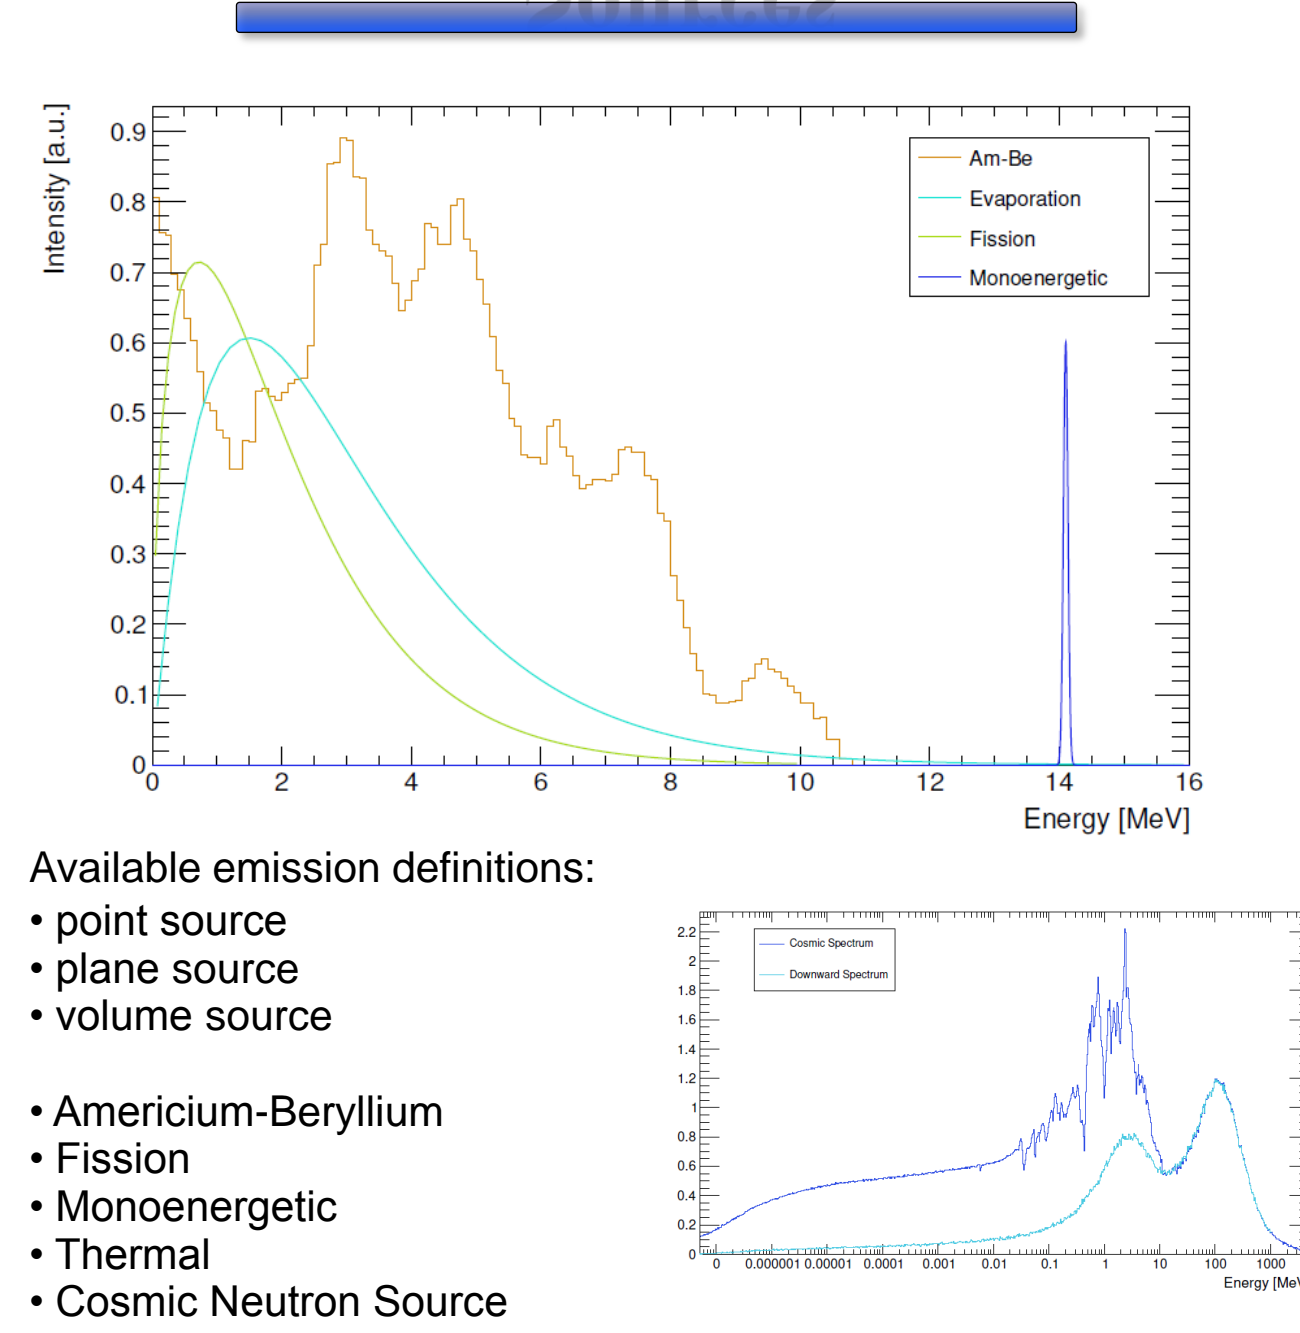 Sources
Intensity [a.u.]
0.9
0.8
0.7
0.6
0.5
0.4
0.3
0.2
0.1
0
Am-Be
Evaporation
Fission
Monoenergetic
0 2 4 6 8 10 12 14 16
Energy [MeV]
Available emission definitions:
• point source
• plane source
• volume source
• Americium-Beryllium
• Fission
• Monoenergetic
• Thermal
• Cosmic Neutron Source
2.2
2
1.8
1.6
1.4
1.2
1
0.8
0.6
0.4
0.2
0
Cosmic Spectrum
Downward Spectrum
0 0.000001 0.00001 0.0001 0.001 0.01 0.1 1 10 100 1000
Energy [MeV